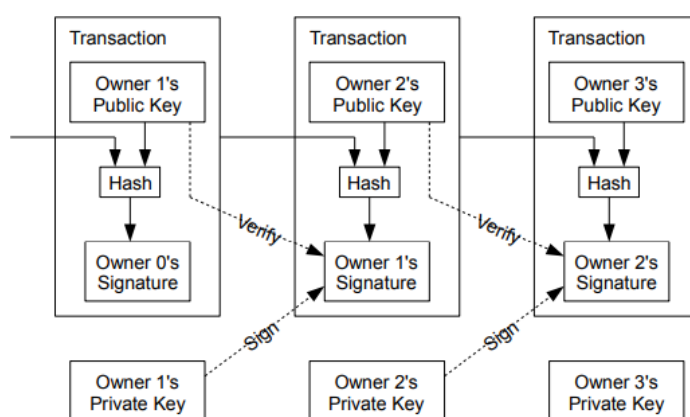 Transaction
Transaction
Transaction
Owner 1's
Public Key
Owner 2's
Public Key
Owner 3's
Public Key
Hash
Hash
Hash
Verify
Verify
Owner 0's
Signature
Owner 1's
Signature
Owner 2's
Signature
Sign
Sign
Owner 1's
Private Key
Owner 2's
Private Key
Owner 3's
Private Key